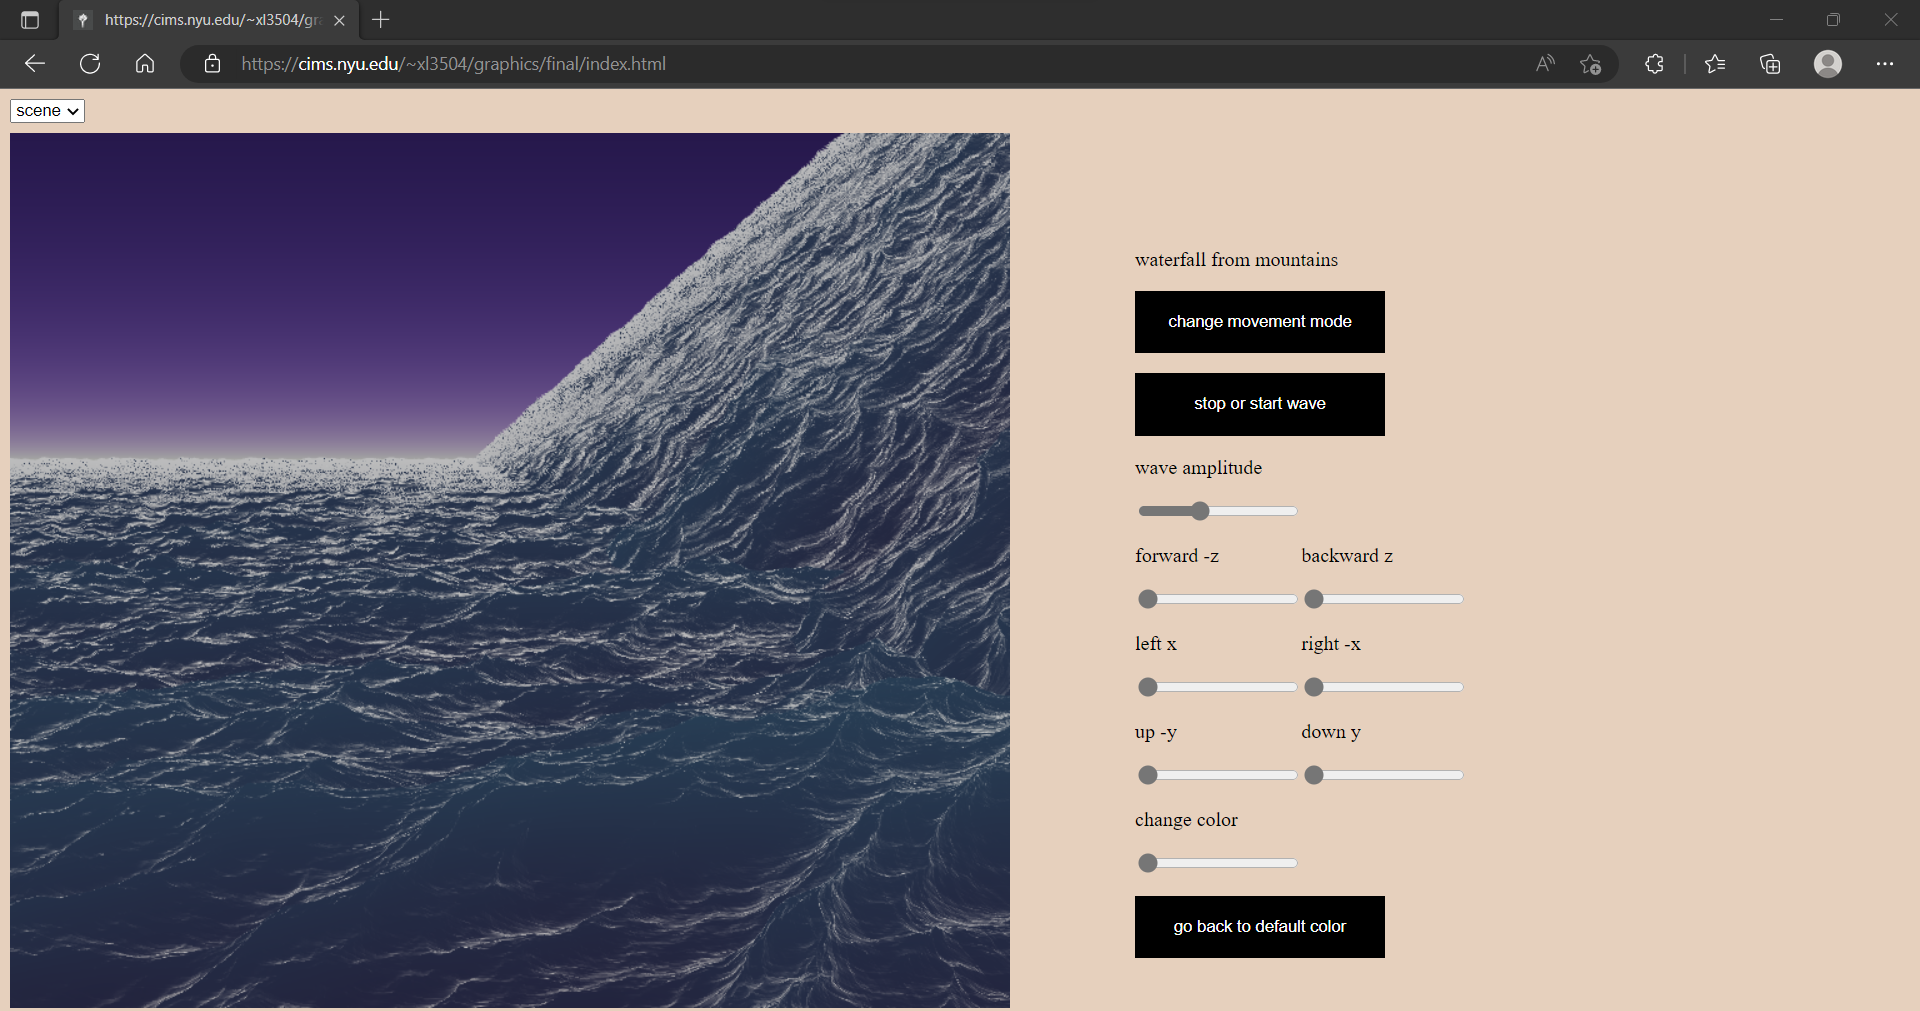 https://cims.nyu.edu/~xl3504/gra
https://cims.nyu.edu/~xl3504/graphics/final/index.html
scene
waterfall from mountains
change movement mode
stop or start wave
wave amplitude
forward -z backward z
left x right -x
up -y down y
change color
go back to default color